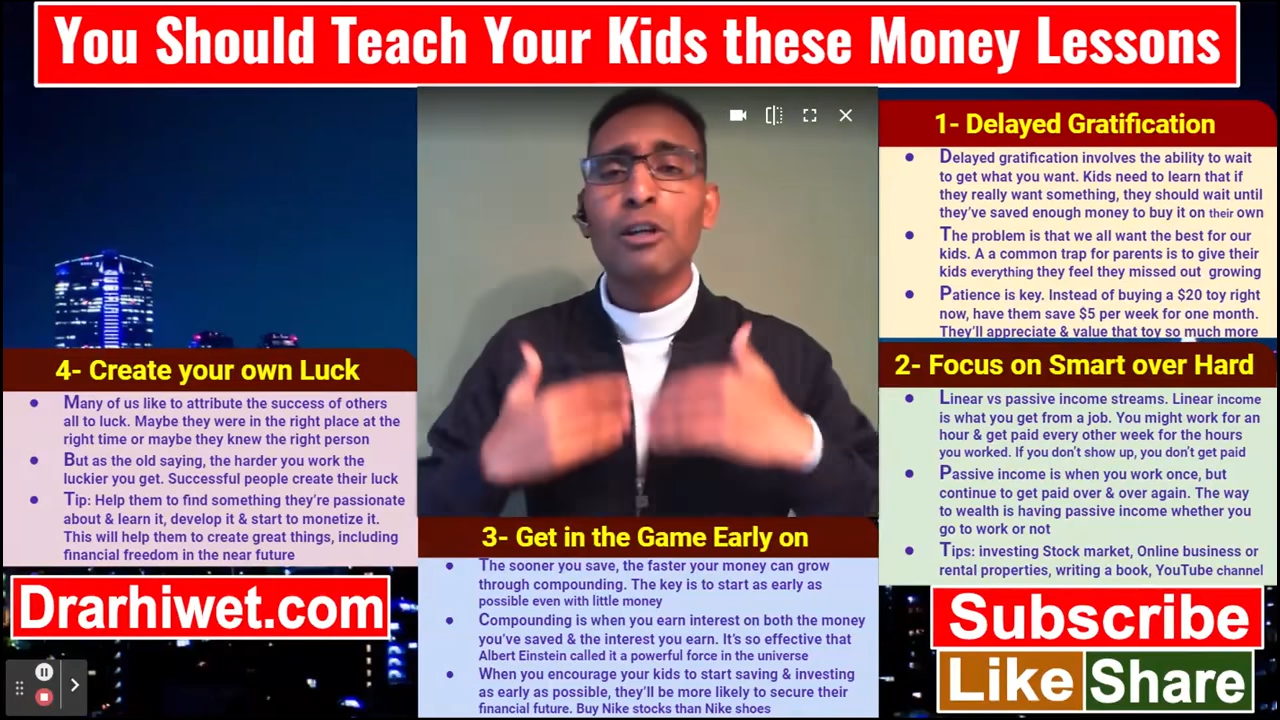 You Should Teach Your Kids these Money Lessons
1- Delayed Gratification
Delayed gratification involves the ability to wait
to get what you want. Kids need to learn that if
they really want something, they should wait until
they've saved enough money to buy it on their own
The problem is that we all want the best for our
kids. A a common trap for parents is to give their
kids everything they feel they missed out growing
Patience is key. Instead of buying a $20 toy right
now, have them save $5 per week for one month.
They'll appreciate & value that toy so much more
2- Focus on Smart over Hard
Linear vs passive income streams. Linear income
is what you get from a job. You might work for an
hour & get paid every other week for the hours
you worked. If you don't show up, you don't get paid
Passive income is when you work once, but
continue to get paid over & over again. The way
to wealth is having passive income whether you
go to work or not
Tips: investing Stock market, Online business or
rental properties, writing a book, YouTube channel
3- Get in the Game Early on
The sooner you save, the faster your money can grow
through compounding. The key is to start as early as
possible even with little money
Compounding is when you earn interest on both the money
you've saved & the interest you earn. It's so effective that
Albert Einstein called it a powerful force in the universe
When you encourage your kids to start saving & investing
as early as possible, they'll be more likely to secure their
financial future. Buy Nike stocks than Nike shoes
4- Create your own Luck
Many of us like to attribute the success of others
all to luck. Maybe they were in the right place at the
right time or maybe they knew the right person
But as the old saying, the harder you work the
luckier you get. Successful people create their luck
Tip: Help them to find something they're passionate
about & learn it, develop it & start to monetize it.
This will help them to create great things, including
financial freedom in the near future
Drarhiwet.com
Subscribe
Like Share